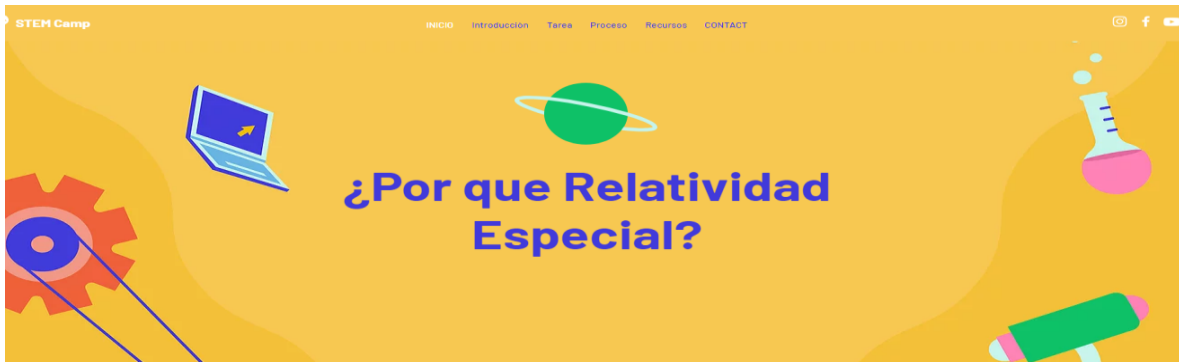 STEM Camp
INICIO Introducción Tarea Proceso Recursos CONTACT
¿Por que Relatividad
Especial?